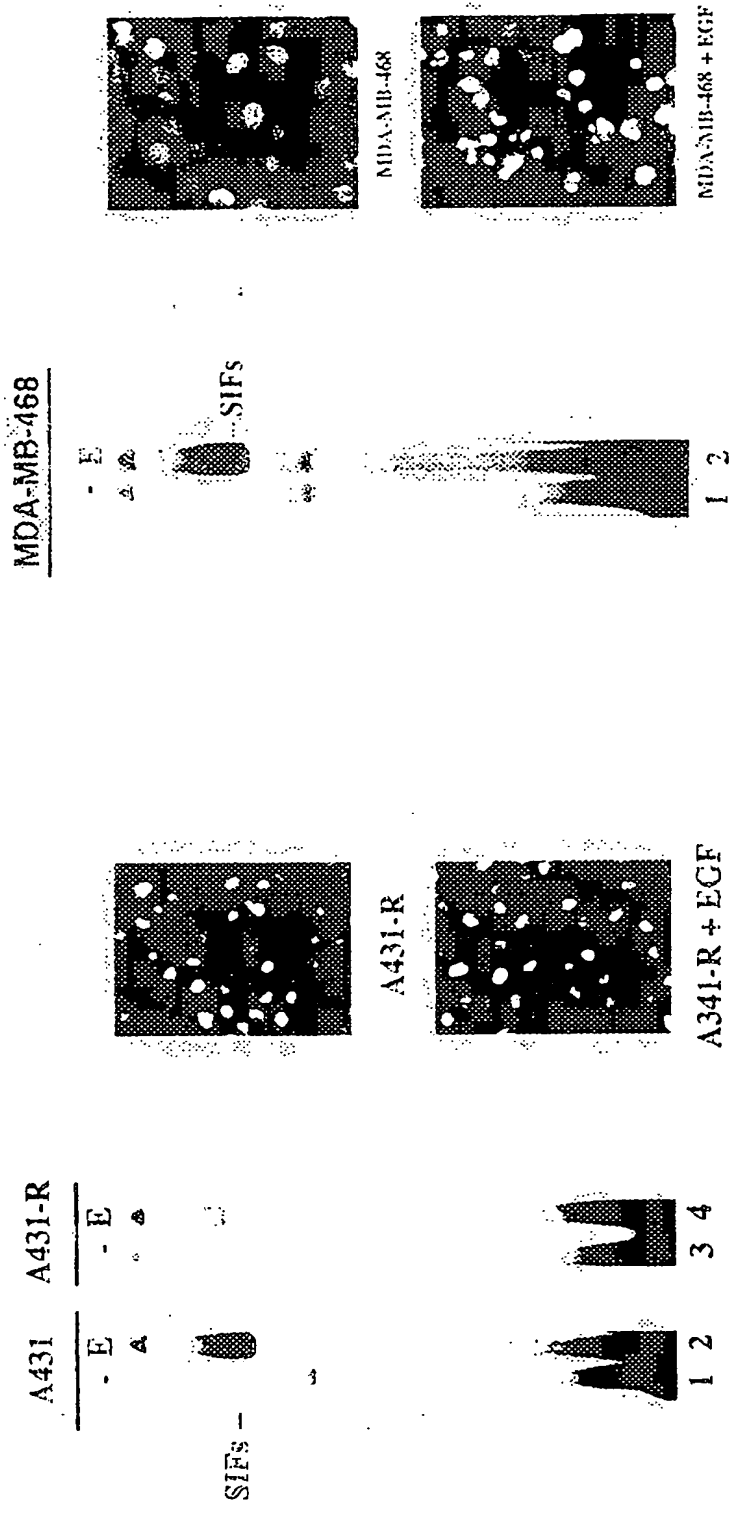 A431 A431-R
- E - E
SIFs –
1 2 3 4
A431-R
A341-R + EGF
MDA-MB-468
- E
SIFs
1 2
MDA-MB-468
MDA-MB-468 + EGF